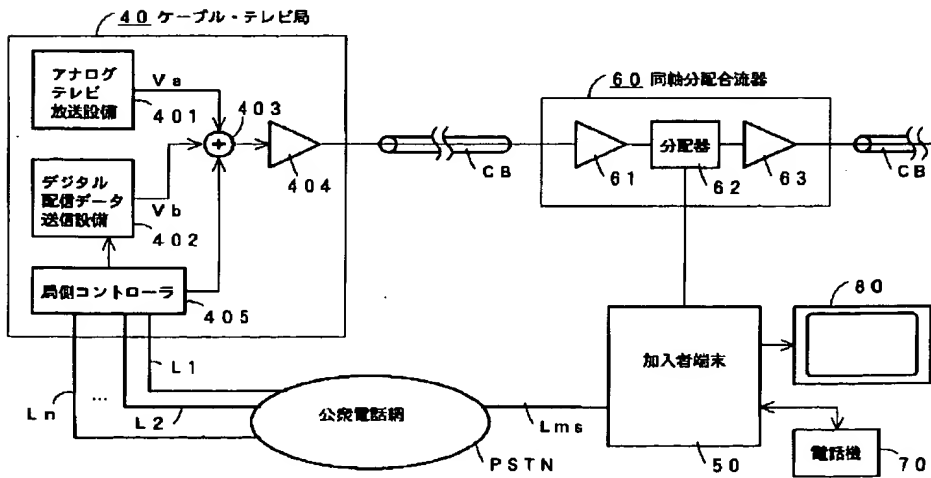 40 ケーブル・テレビ局
アナログ
テレビ
放送設備
401
Va
403
404
デジタル
配信データ
送信設備
402
Vb
局側コントローラ
405
CB
60 同軸分配合流器
61
分配器
62
63
CB
L1
L2
Ln
...
公衆電話網
PSTN
Lms
加入者端末
50
80
電話機
70